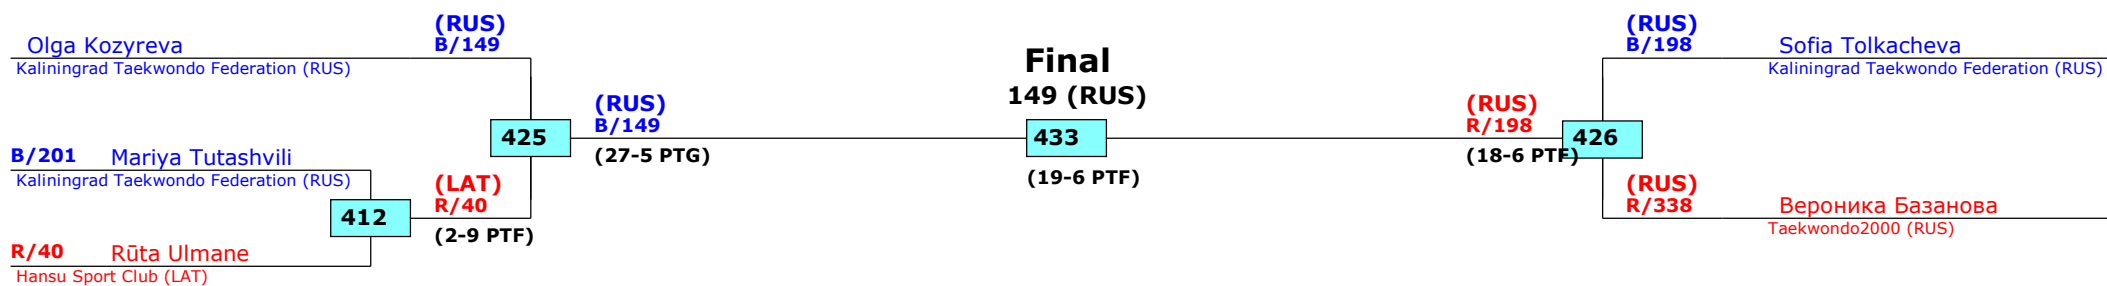 (RUS)
B/149
Olga Kozyreva
Kaliningrad Taekwondo Federation (RUS)
B/201 Mariya Tutashvili
Kaliningrad Taekwondo Federation (RUS)
R/40 Rūta Ulmane
Hansu Sport Club (LAT)
412
(LAT)
R/40
(2-9 PTF)
425
(RUS)
B/149
(27-5 PTG)
Final
149 (RUS)
433
(19-6 PTF)
(RUS)
R/198
(18-6 PTF)
426
(RUS)
B/198
Sofia Tolkacheva
Kaliningrad Taekwondo Federation (RUS)
(RUS)
R/338
Вероника Базанова
Taekwondo2000 (RUS)